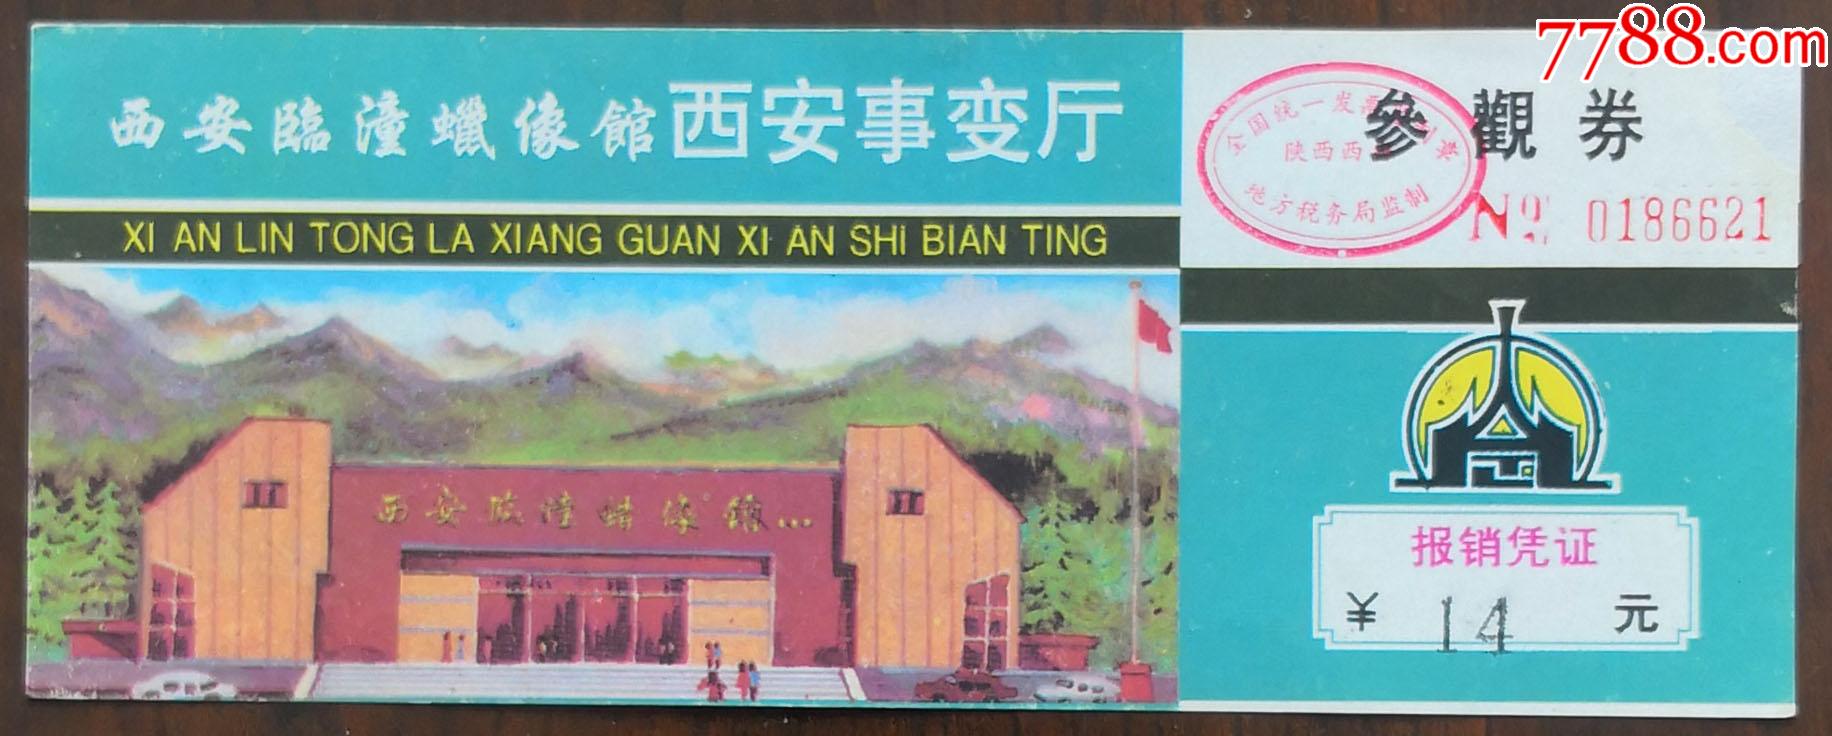 7788.com
西安臨潼蠟像館西安事变厅
XI AN LIN TONG LA XIANG GUAN XI AN SHI BIAN TING
西安臨潼蜡像館
參觀券
全国统一发票
陕西西
地方税务局监制
№ 0186621
报销凭证
¥ 14 元